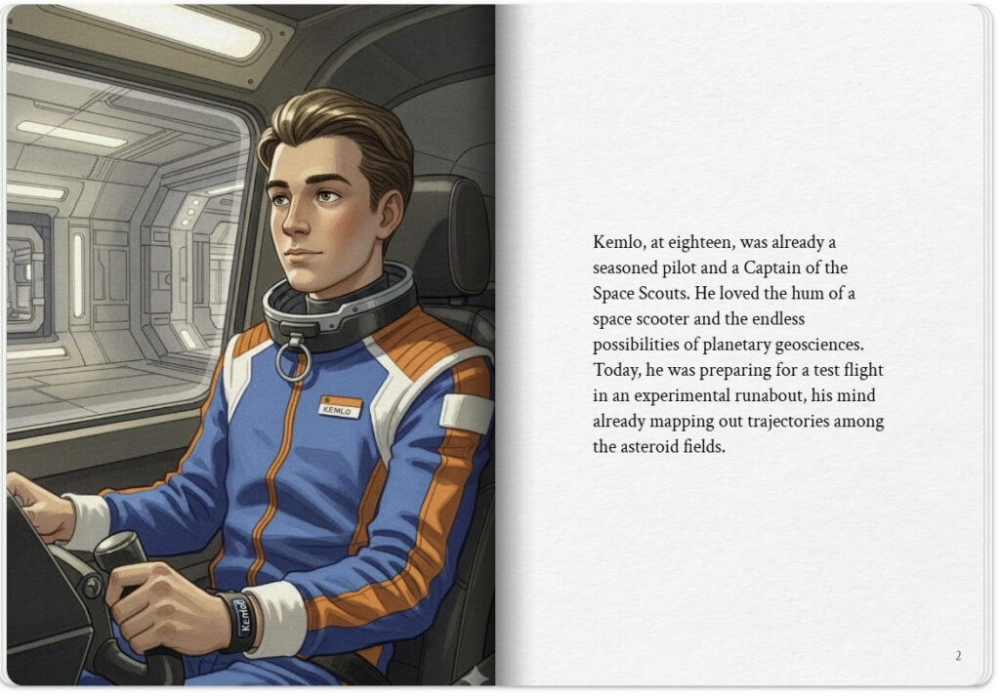 KEMLO
Kemlo
Kemlo, at eighteen, was already a
seasoned pilot and a Captain of the
Space Scouts. He loved the hum of a
space scooter and the endless
possibilities of planetary geosciences.
Today, he was preparing for a test flight
in an experimental runabout, his mind
already mapping out trajectories among
the asteroid fields.
2